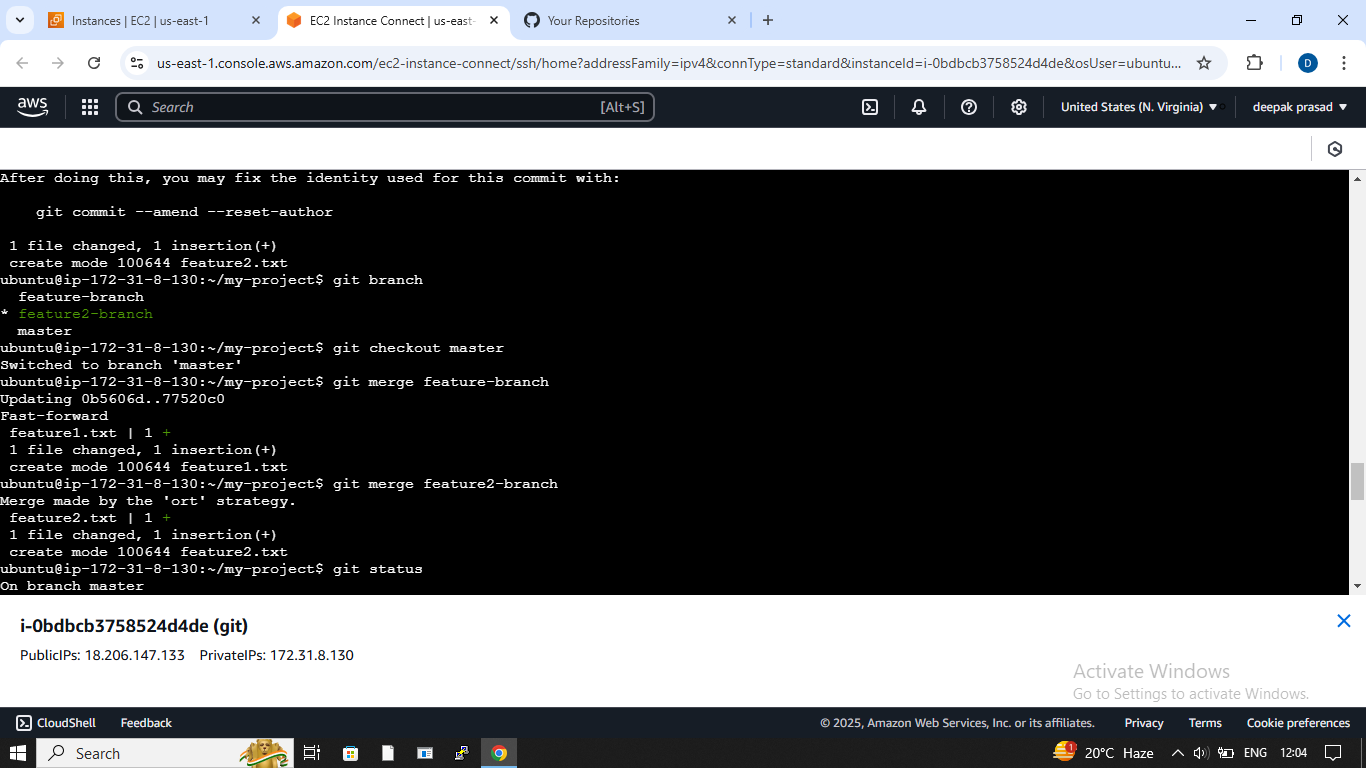 Instances | EC2 | us-east-1
EC2 Instance Connect | us-east-
Your Repositories
us-east-1.console.aws.amazon.com/ec2-instance-connect/ssh/home?addressFamily=ipv4&connType=standard&instanceId=i-0bdbcb3758524d4de&osUser=ubuntu...
D
aws
Search
[Alt+S]
United States (N. Virginia)
deepak prasad
After doing this, you may fix the identity used for this commit with:
    git commit --amend --reset-author
 1 file changed, 1 insertion(+)
 create mode 100644 feature2.txt
ubuntu@ip-172-31-8-130:~/my-project$ git branch
  feature-branch
* feature2-branch
  master
ubuntu@ip-172-31-8-130:~/my-project$ git checkout master
Switched to branch 'master'
ubuntu@ip-172-31-8-130:~/my-project$ git merge feature-branch
Updating 0b5606d..77520c0
Fast-forward
 feature1.txt | 1 +
 1 file changed, 1 insertion(+)
 create mode 100644 feature1.txt
ubuntu@ip-172-31-8-130:~/my-project$ git merge feature2-branch
Merge made by the 'ort' strategy.
 feature2.txt | 1 +
 1 file changed, 1 insertion(+)
 create mode 100644 feature2.txt
ubuntu@ip-172-31-8-130:~/my-project$ git status
On branch master
i-0bdbcb3758524d4de (git)
PublicIPs: 18.206.147.133 PrivateIPs: 172.31.8.130
Activate Windows
Go to Settings to activate Windows.
CloudShell
Feedback
© 2025, Amazon Web Services, Inc. or its affiliates.
Privacy
Terms
Cookie preferences
Search
1
20°C Haze
ENG
12:04